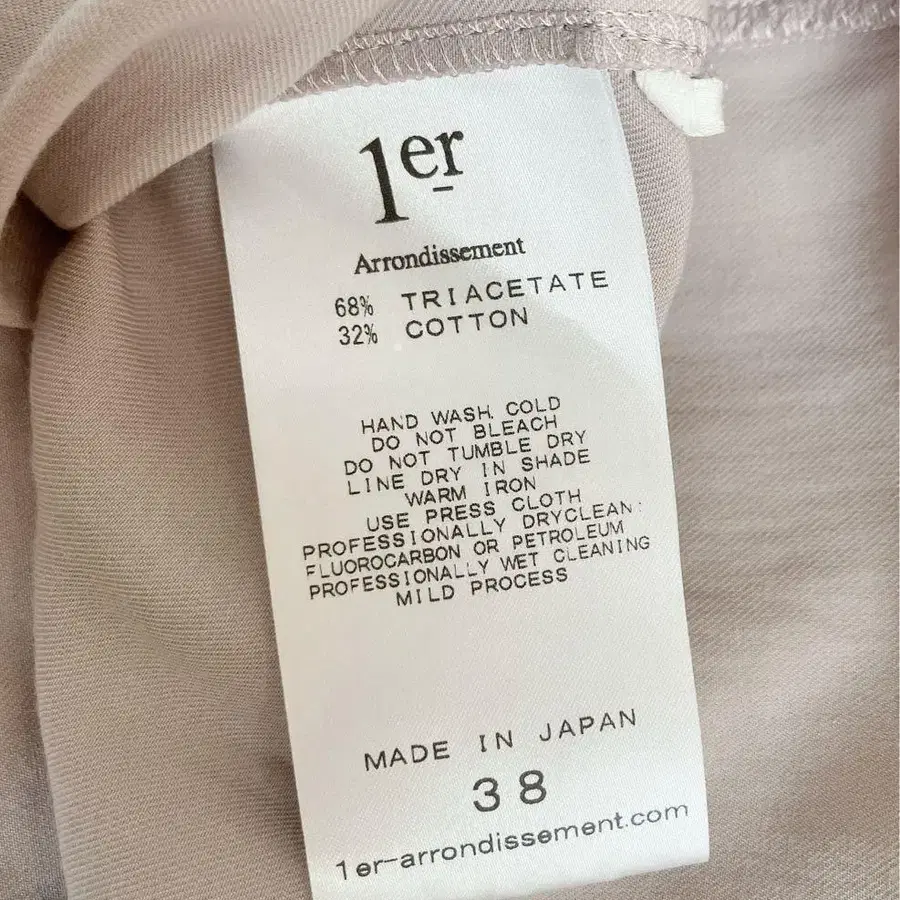 1er
Arrondissement
68% TRIACETATE
32% COTTON
HAND WASH COLD
DO NOT BLEACH
DO NOT TUMBLE DRY
LINE DRY IN SHADE
WARM IRON
USE PRESS CLOTH
PROFESSIONALLY DRYCLEAN:
FLUOROCARBON OR PETROLEUM
PROFESSIONALLY WET CLEANING
MILD PROCESS
MADE IN JAPAN
38
1er-arrondissement.com